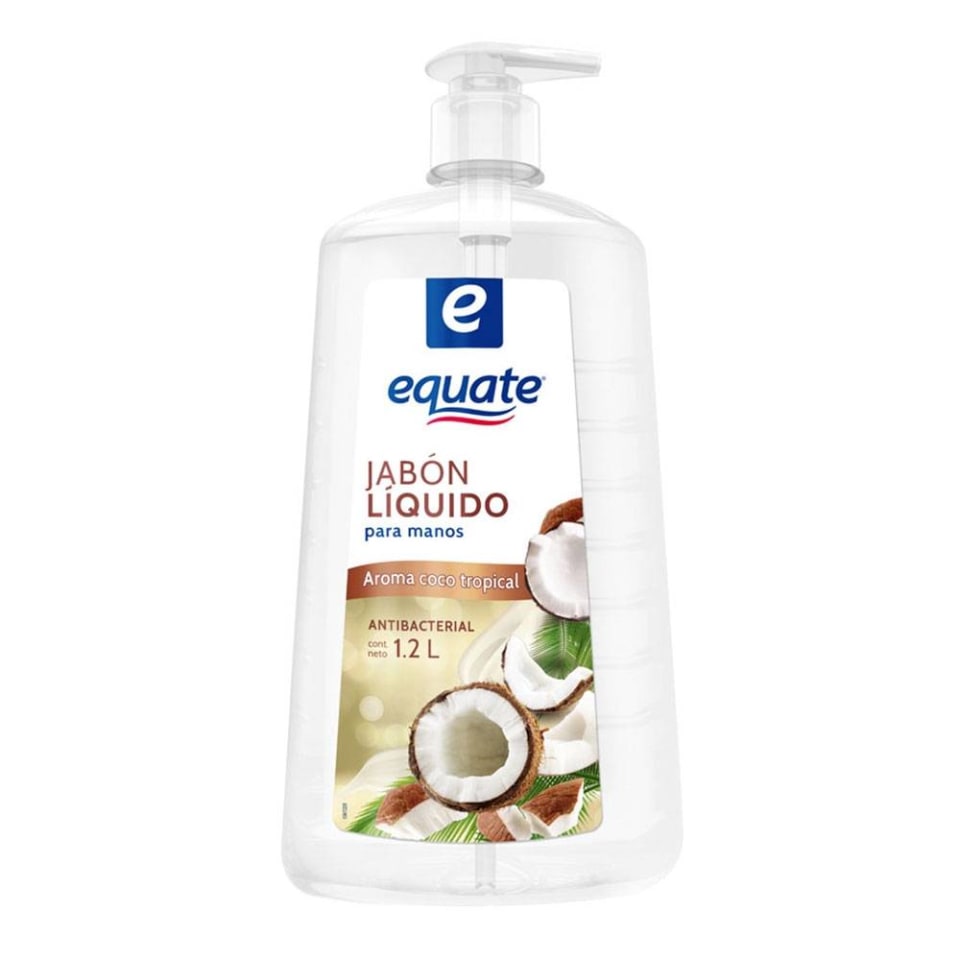 e
equate
JABÓN
LÍQUIDO
para manos
Aroma coco tropical
ANTIBACTERIAL
cont.
neto 1.2 L